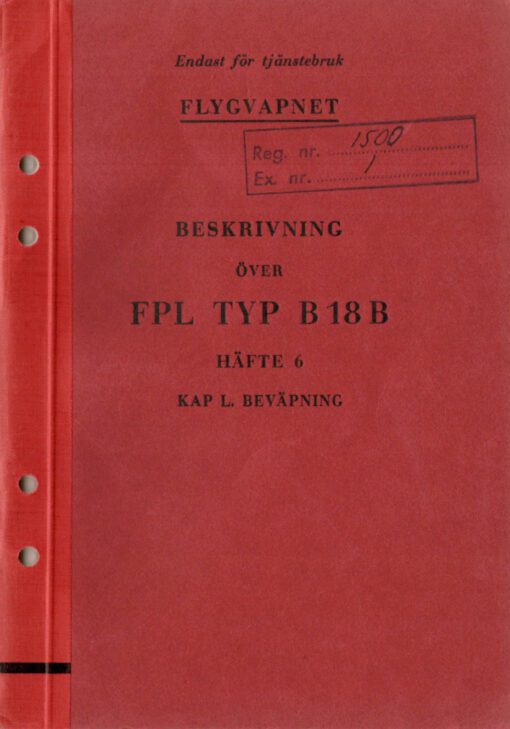 Endast för tjänstebruk
FLYGVAPNET
Reg. nr. 1500
Ex. nr. 1
BESKRIVNING
ÖVER
FPL TYP B 18 B
HÄFTE 6
KAP L. BEVÄPNING